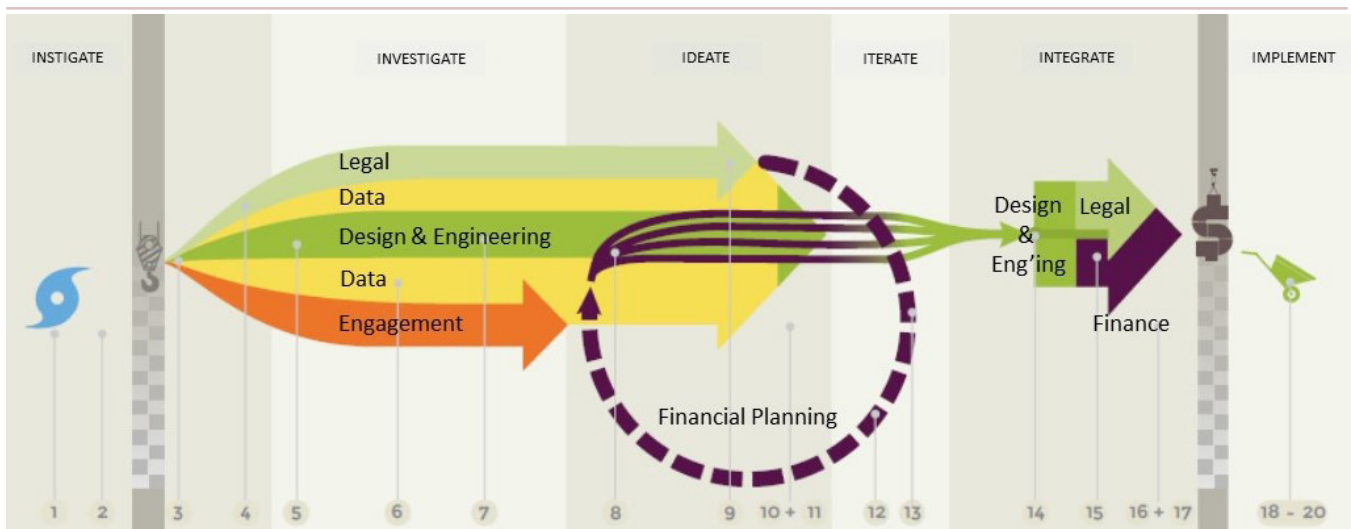 INSTIGATE
INVESTIGATE
IDEATE
ITERATE
INTEGRATE
IMPLEMENT
Legal
Data
Design & Engineering
Data
Engagement
Financial Planning
Design
&
Eng'ing
Legal
Finance
$
1 2 3 4 5 6 7 8 9 10 + 11 12 13 14 15 16 + 17 18 - 20